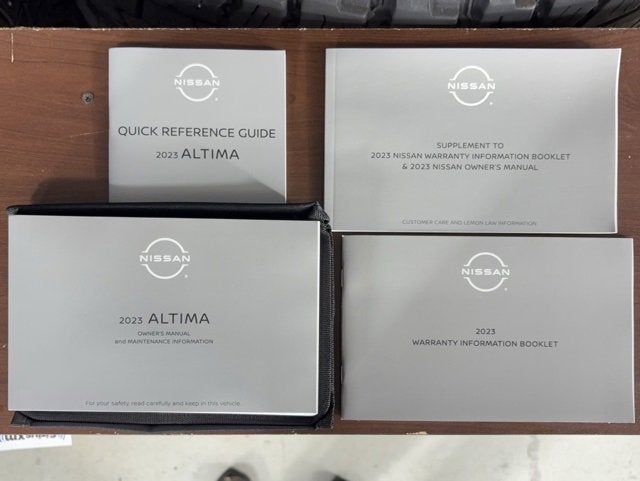 NISSAN
QUICK REFERENCE GUIDE
2023 ALTIMA
NISSAN
SUPPLEMENT TO
2023 NISSAN WARRANTY INFORMATION BOOKLET
& 2023 NISSAN OWNER'S MANUAL
CUSTOMER CARE AND LEMON LAW INFORMATION
NISSAN
2023 ALTIMA
OWNER'S MANUAL
and MAINTENANCE INFORMATION
For your safety, read carefully and keep in this vehicle.
NISSAN
2023
WARRANTY INFORMATION BOOKLET